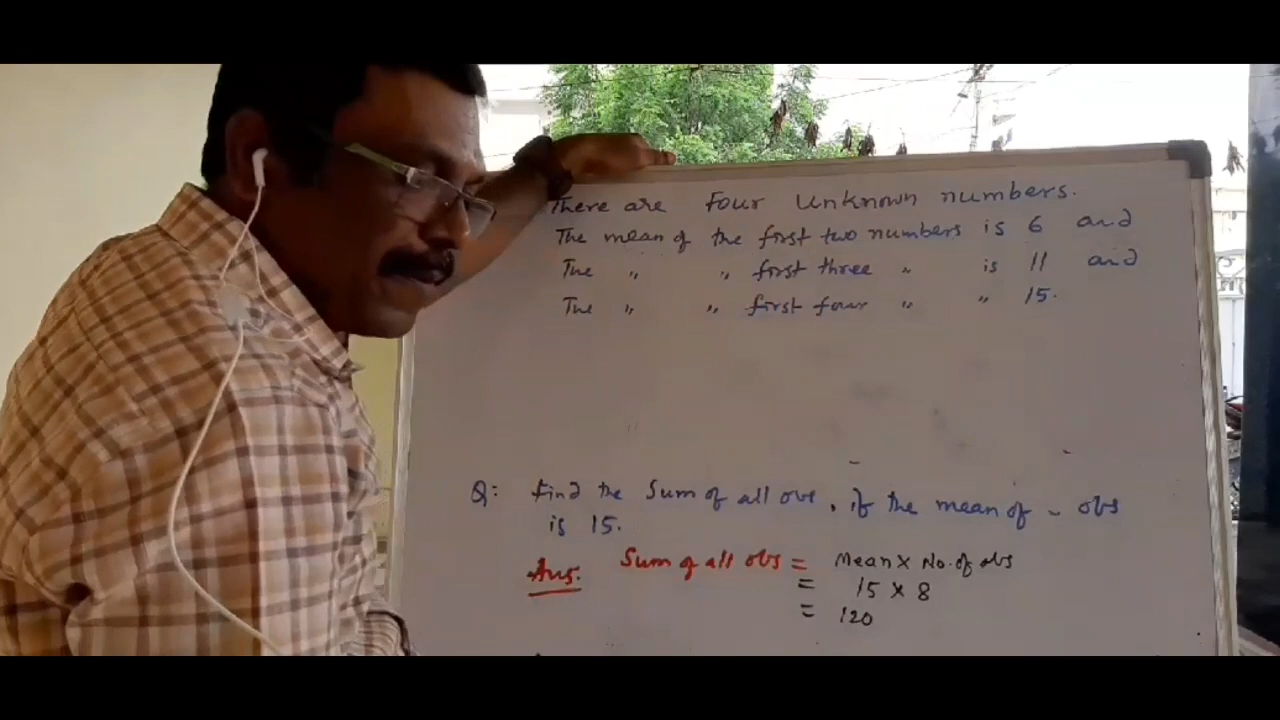 There are Four Unknown numbers.
The mean of the first two numbers is 6 and
The " " first three " is 11 and
The " " first four " " 15.
Q: Find the Sum of all obs, if the mean of obs
is 15.
Ans. Sum of all obs = Mean x No. of obs
= 15 x 8
= 120